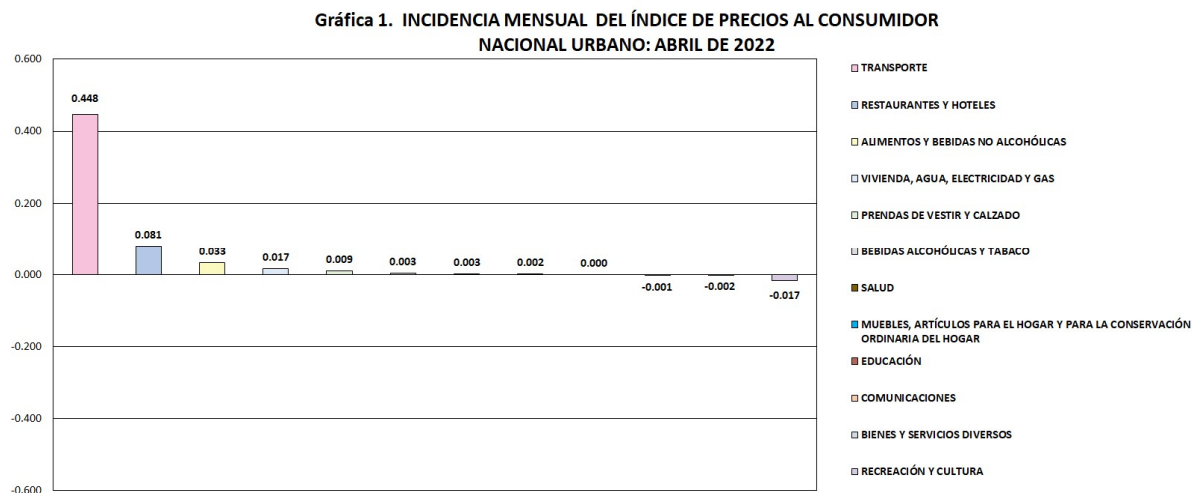 Gráfica 1. INCIDENCIA MENSUAL DEL ÍNDICE DE PRECIOS AL CONSUMIDOR
NACIONAL URBANO: ABRIL DE 2022
0.600
0.400
0.200
0.000
-0.200
-0.400
-0.600
0.448
0.081
0.033
0.017
0.009
0.003
0.003
0.002
0.000
-0.001
-0.002
-0.017
TRANSPORTE
RESTAURANTES Y HOTELES
ALIMENTOS Y BEBIDAS NO ALCOHÓLICAS
VIVIENDA, AGUA, ELECTRICIDAD Y GAS
PRENDAS DE VESTIR Y CALZADO
BEBIDAS ALCOHÓLICAS Y TABACO
SALUD
MUEBLES, ARTÍCULOS PARA EL HOGAR Y PARA LA CONSERVACIÓN
ORDINARIA DEL HOGAR
EDUCACIÓN
COMUNICACIONES
BIENES Y SERVICIOS DIVERSOS
RECREACIÓN Y CULTURA